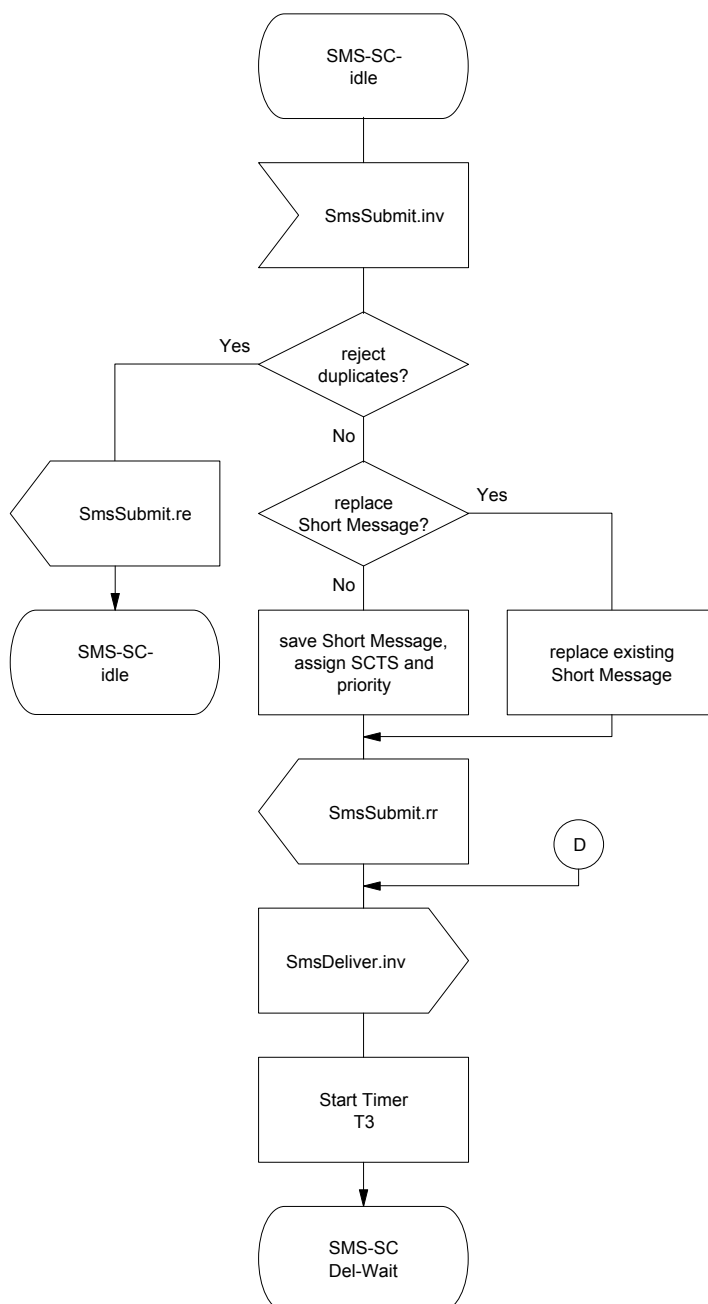 SMS-SC-
idle
SmsSubmit.inv
Yes
reject
duplicates?
No
SmsSubmit.re
replace
Short Message?
Yes
No
SMS-SC-
idle
save Short Message,
assign SCTS and
priority
replace existing
Short Message
SmsSubmit.rr
D
SmsDeliver.inv
Start Timer
T3
SMS-SC
Del-Wait